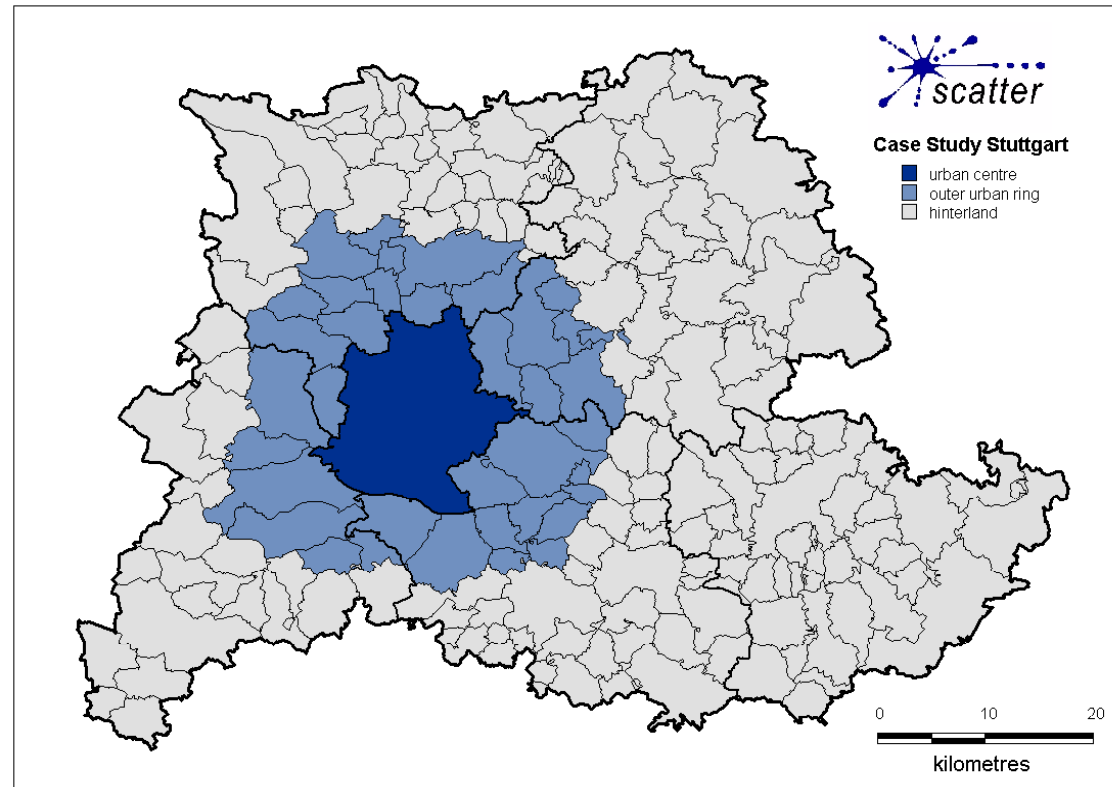 scatter
Case Study Stuttgart
urban centre
outer urban ring
hinterland
0 10 20
kilometres